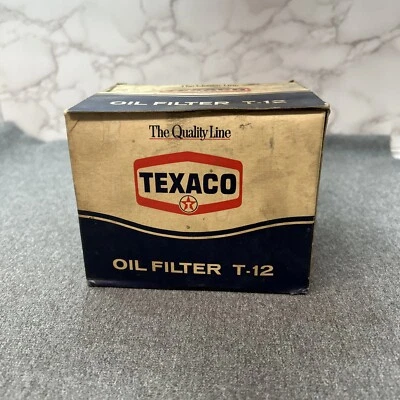 OIL FILTER T-12
The Quality Line
TEXACO
T
OIL FILTER T-12